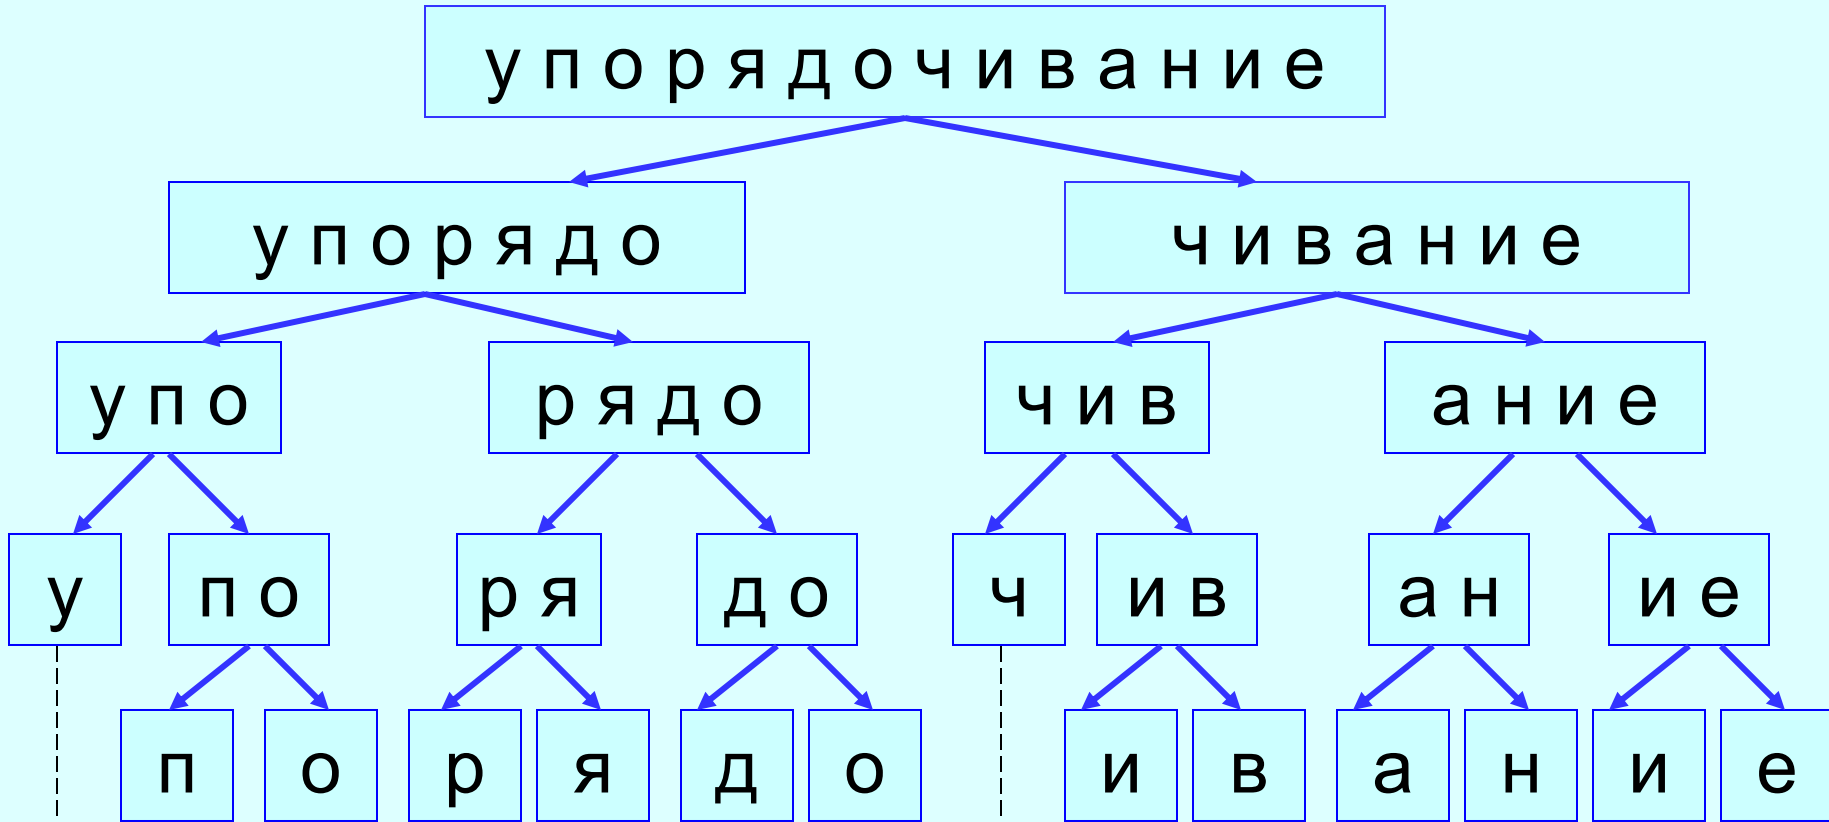 у п о р я д о ч и в а н и е
у п о р я д о ч и в а н и е
у п о р я д о ч и в а н и е
у п о р я д о ч и в а н и е
п о р я д о и в а н и е